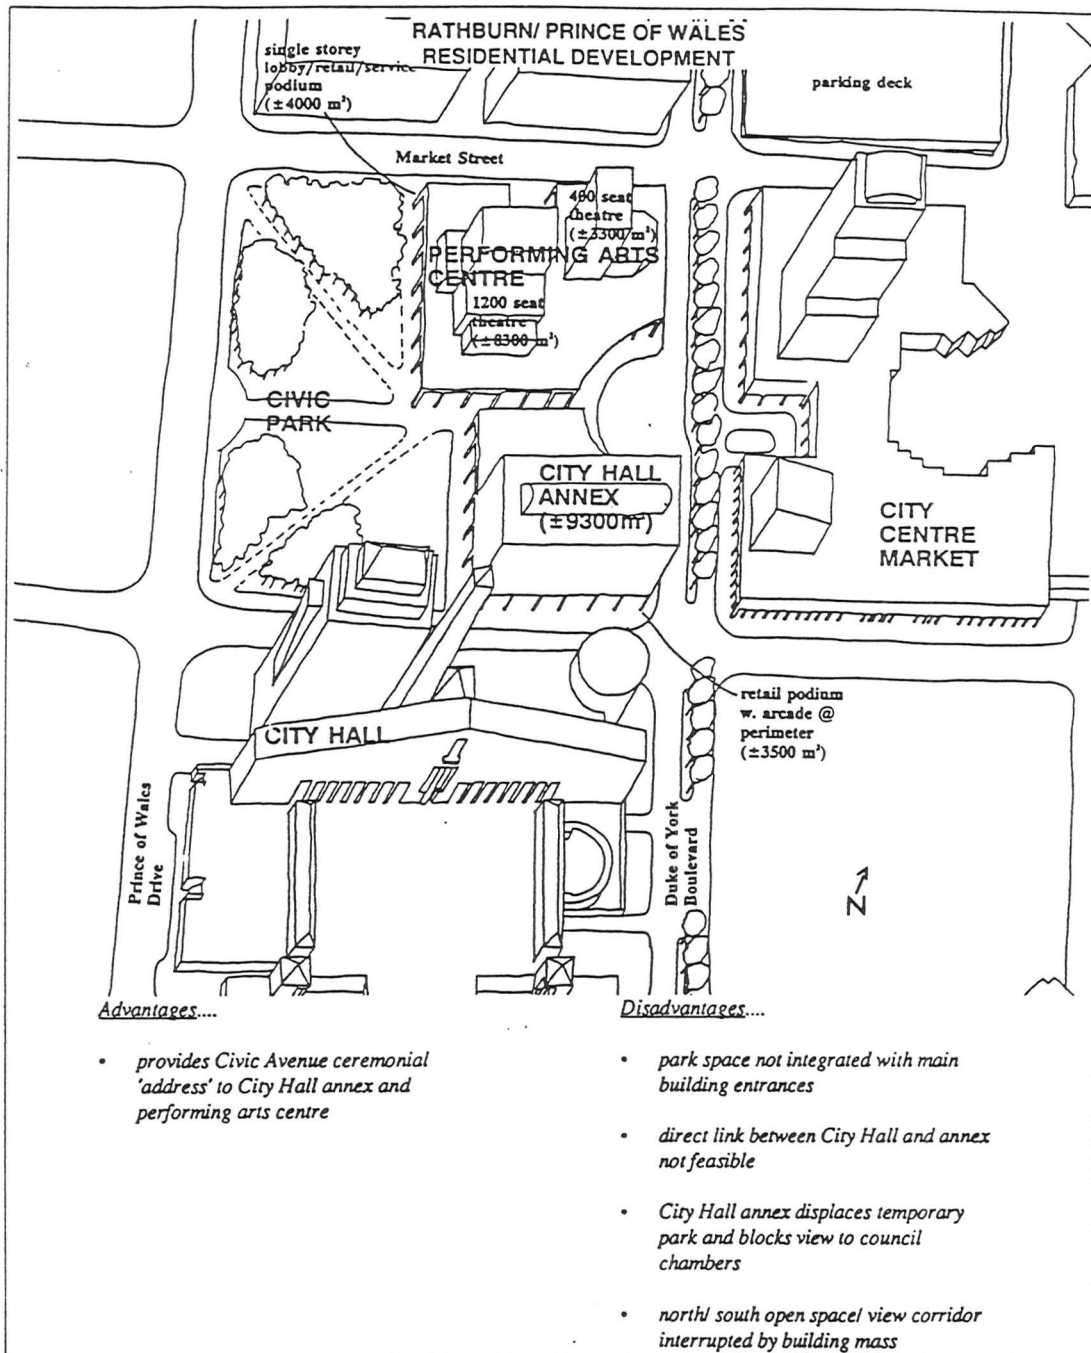 RATHBURN/ PRINCE OF WALES
RESIDENTIAL DEVELOPMENT
single storey
lobby/retail/service
podium
(±4000 m²)
parking deck
Market Street
400 seat
theatre
(±3300 m²)
PERFORMING ARTS
CENTRE
1200 seat
theatre
(±8300 m²)
CIVIC
PARK
CITY HALL
ANNEX
(±9300m²)
CITY
CENTRE
MARKET
retail podium
w. arcade @
perimeter
(±3500 m²)
CITY HALL
Prince of Wales
Drive
Duke of York
Boulevard
N
Advantages....
• provides Civic Avenue ceremonial
'address' to City Hall annex and
performing arts centre
Disadvantages....
• park space not integrated with main
building entrances
• direct link between City Hall and annex
not feasible
• City Hall annex displaces temporary
park and blocks view to council
chambers
• north/ south open space/ view corridor
interrupted by building mass